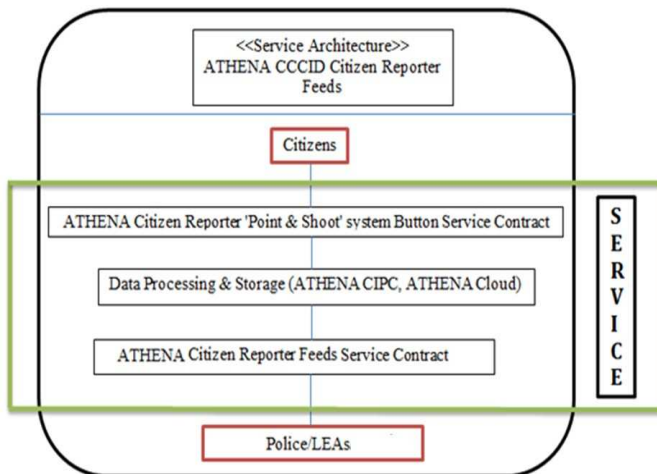 <<Service Architecture>>
ATHENA CCCID Citizen Reporter
Feeds
Citizens
ATHENA Citizen Reporter 'Point & Shoot' system Button Service Contract
Data Processing & Storage (ATHENA CIPC, ATHENA Cloud)
ATHENA Citizen Reporter Feeds Service Contract
Police/LEAs
SERVICE